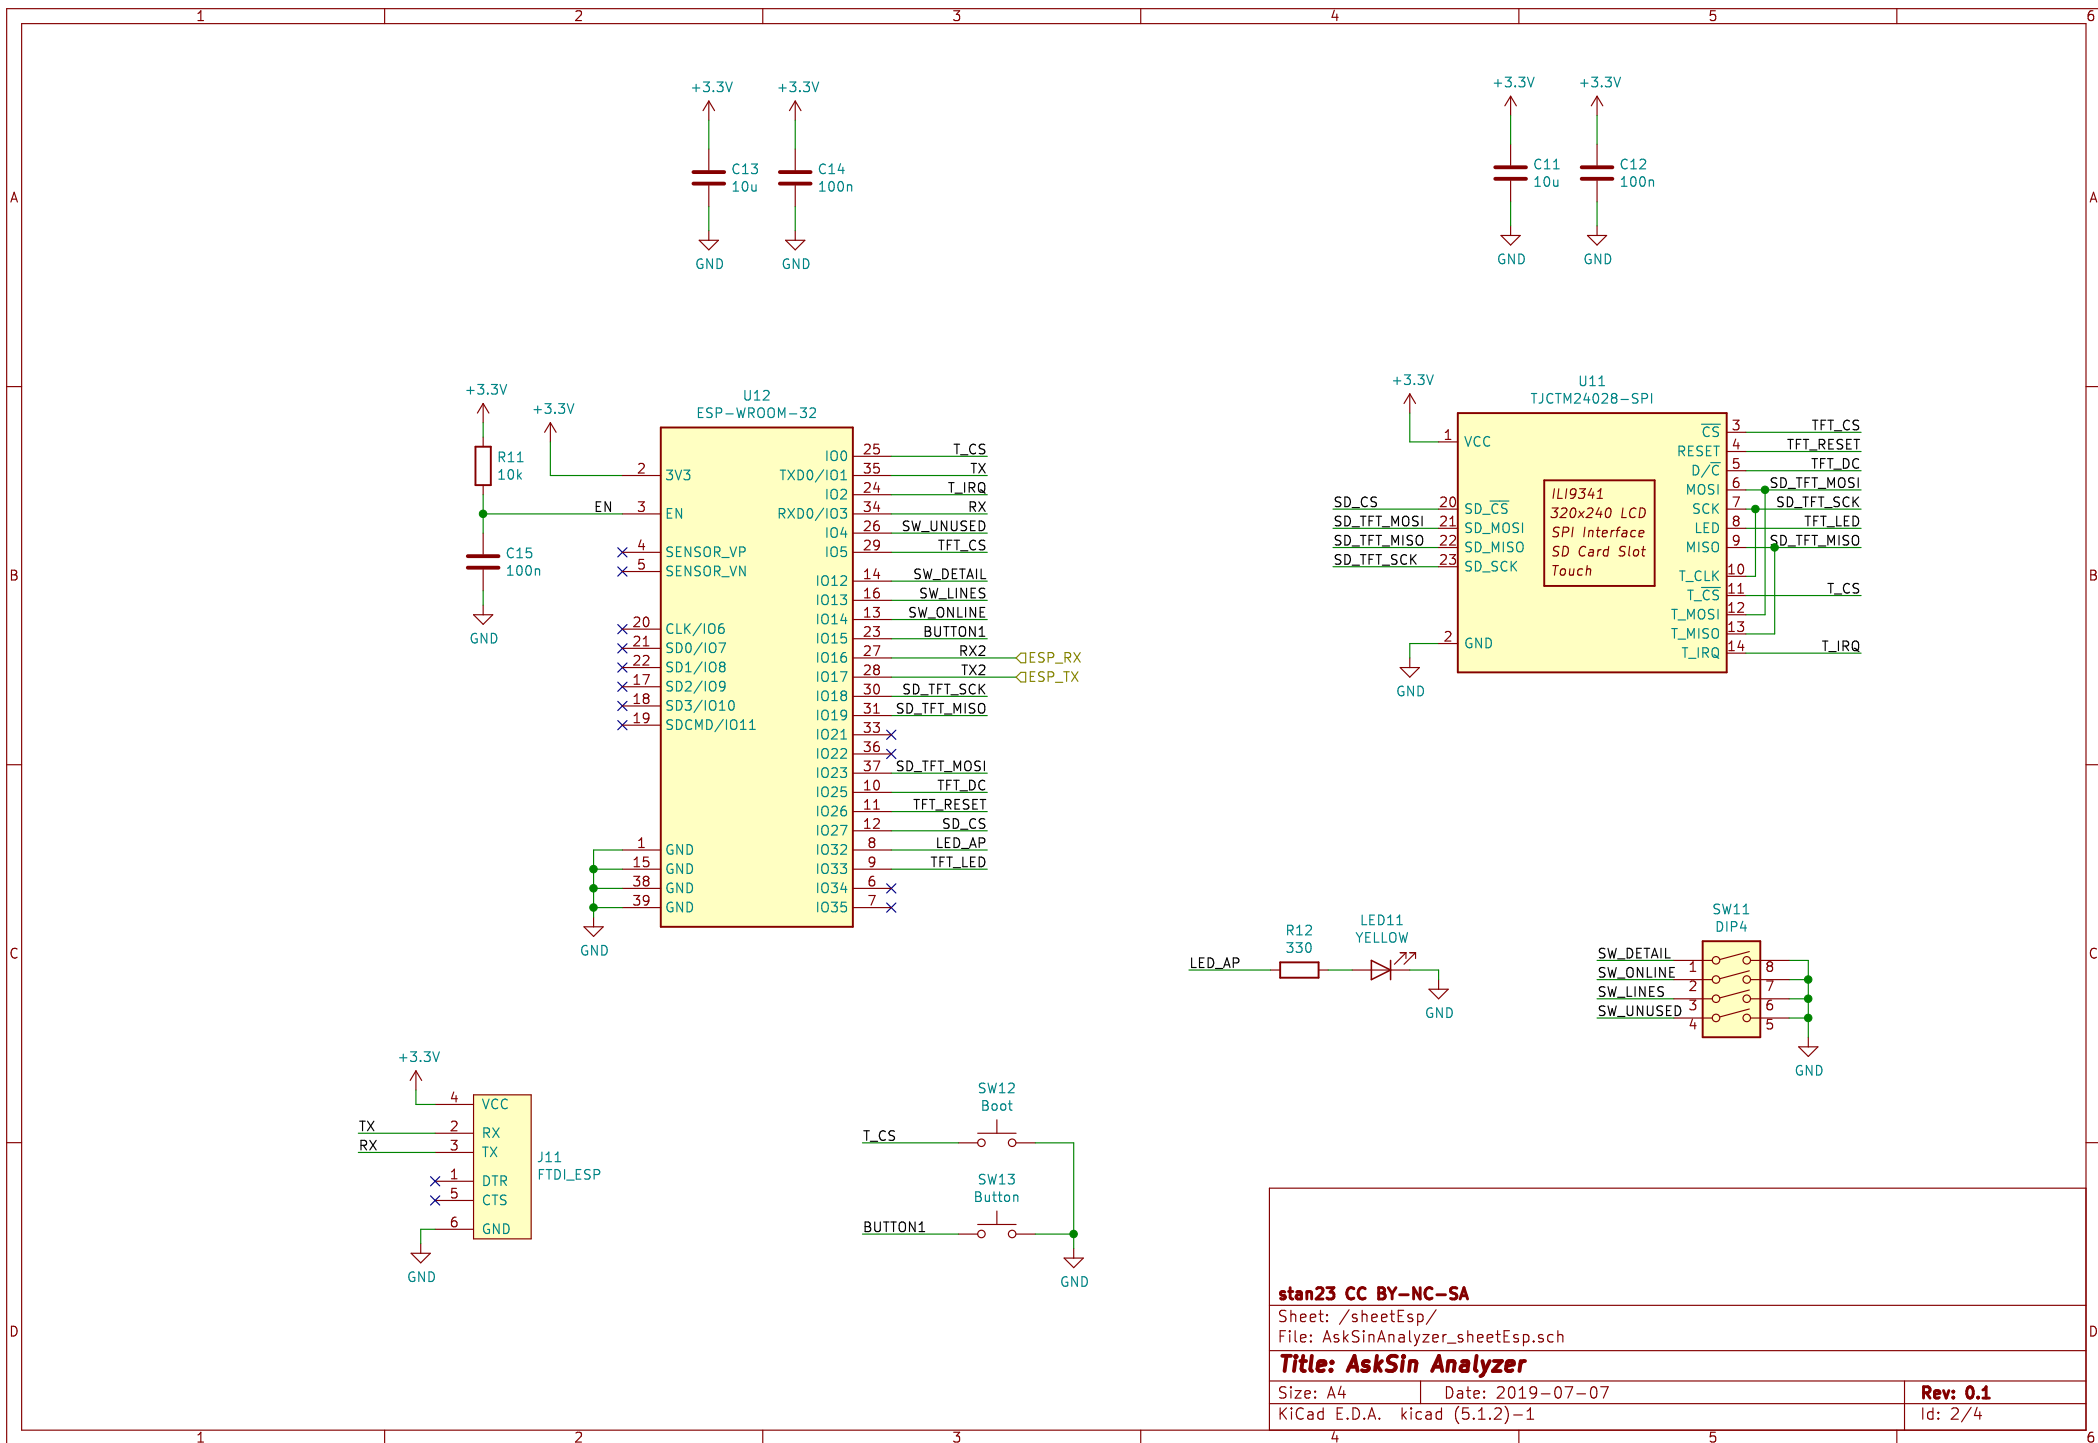 1 2 3 4 5 6
A
B
C
D
A
B
C
D
1 2 3 4 5 6
+3.3V
C13
10u
GND
+3.3V
C14
100n
GND
+3.3V
C11
10u
GND
+3.3V
C12
100n
GND
+3.3V
R11
10k
EN
C15
100n
GND
+3.3V
U12
ESP-WROOM-32
2 3V3
3 EN
4 SENSOR_VP
5 SENSOR_VN
20 CLK/IO6
21 SD0/IO7
22 SD1/IO8
17 SD2/IO9
18 SD3/IO10
19 SDCMD/IO11
1 GND
15 GND
38 GND
39 GND
GND
IO0 25 T_CS
TXD0/IO1 35 TX
IO2 24 T_IRQ
RXD0/IO3 34 RX
IO4 26 SW_UNUSED
IO5 29 TFT_CS
IO12 14 SW_DETAIL
IO13 16 SW_LINES
IO14 13 SW_ONLINE
IO15 23 BUTTON1
IO16 27 RX2 ESP_RX
IO17 28 TX2 ESP_TX
IO18 30 SD_TFT_SCK
IO19 31 SD_TFT_MISO
IO21 33
IO22 36
IO23 37 SD_TFT_MOSI
IO25 10 TFT_DC
IO26 11 TFT_RESET
IO27 12 SD_CS
IO32 8 LED_AP
IO33 9 TFT_LED
IO34 6
IO35 7
U11
TJCTM24028-SPI
+3.3V
1 VCC
SD_CS 20 SD_CS
SD_TFT_MOSI 21 SD_MOSI
SD_TFT_MISO 22 SD_MISO
SD_TFT_SCK 23 SD_SCK
2 GND
GND
ILI9341
320x240 LCD
SPI Interface
SD Card Slot
Touch
CS 3 TFT_CS
RESET 4 TFT_RESET
D/C 5 TFT_DC
MOSI 6 SD_TFT_MOSI
SCK 7 SD_TFT_SCK
LED 8 TFT_LED
MISO 9 SD_TFT_MISO
T_CLK 10
T_CS 11 T_CS
T_MOSI 12
T_MISO 13
T_IRQ 14 T_IRQ
LED_AP
R12
330
LED11
YELLOW
GND
SW11
DIP4
SW_DETAIL 1 8
SW_ONLINE 2 7
SW_LINES 3 6
SW_UNUSED 4 5
GND
+3.3V
4 VCC
TX 2 RX
RX 3 TX
1 DTR
5 CTS
6 GND
GND
J11
FTDI_ESP
SW12
Boot
T_CS
SW13
Button
BUTTON1
GND
stan23 CC BY-NC-SA
Sheet: /sheetEsp/
File: AskSinAnalyzer_sheetEsp.sch
Title: AskSin Analyzer
Size: A4 Date: 2019-07-07 Rev: 0.1
KiCad E.D.A. kicad (5.1.2)-1 Id: 2/4